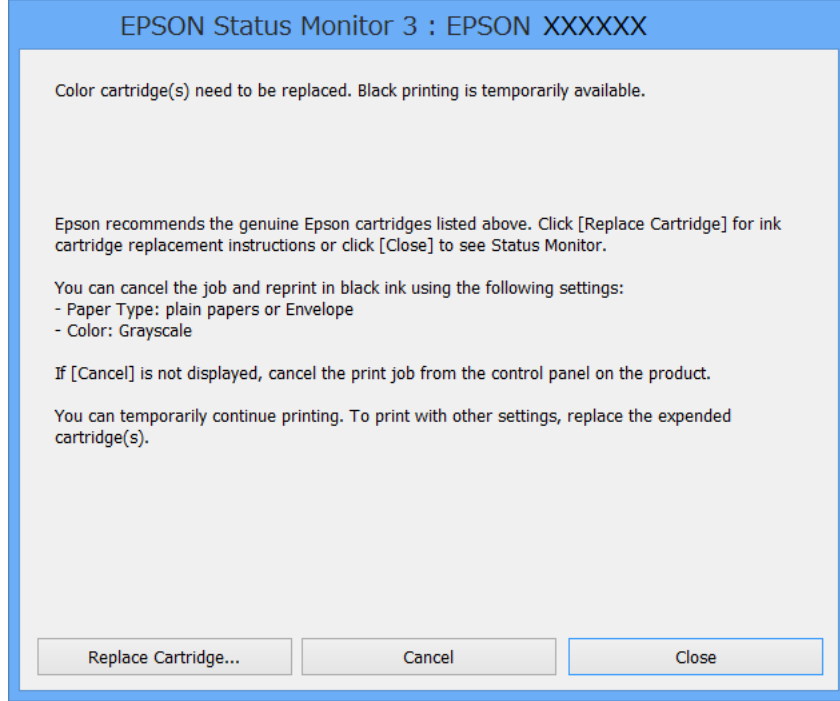 EPSON Status Monitor 3 : EPSON XXXXXX
Color cartridge(s) need to be replaced. Black printing is temporarily available.
Epson recommends the genuine Epson cartridges listed above. Click [Replace Cartridge] for ink
cartridge replacement instructions or click [Close] to see Status Monitor.
You can cancel the job and reprint in black ink using the following settings:
- Paper Type: plain papers or Envelope
- Color: Grayscale
If [Cancel] is not displayed, cancel the print job from the control panel on the product.
You can temporarily continue printing. To print with other settings, replace the expended
cartridge(s).
Replace Cartridge... Cancel Close